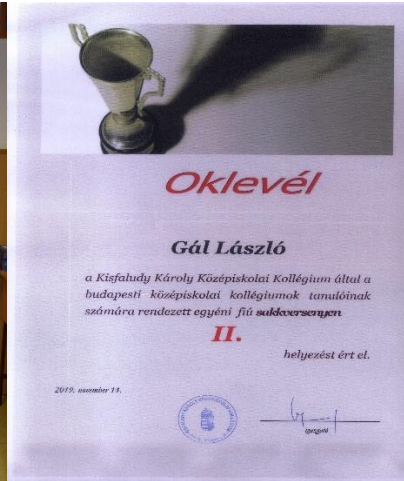 Oklevél
Gál László
a Kisfaludy Károly Középiskolai Kollégium által a
budapesti középiskolai kollégiumok tanulóinak
számára rendezett egyéni fiú sakkversenyen
II.
helyezést ért el.
2019. november 14.
igazgató